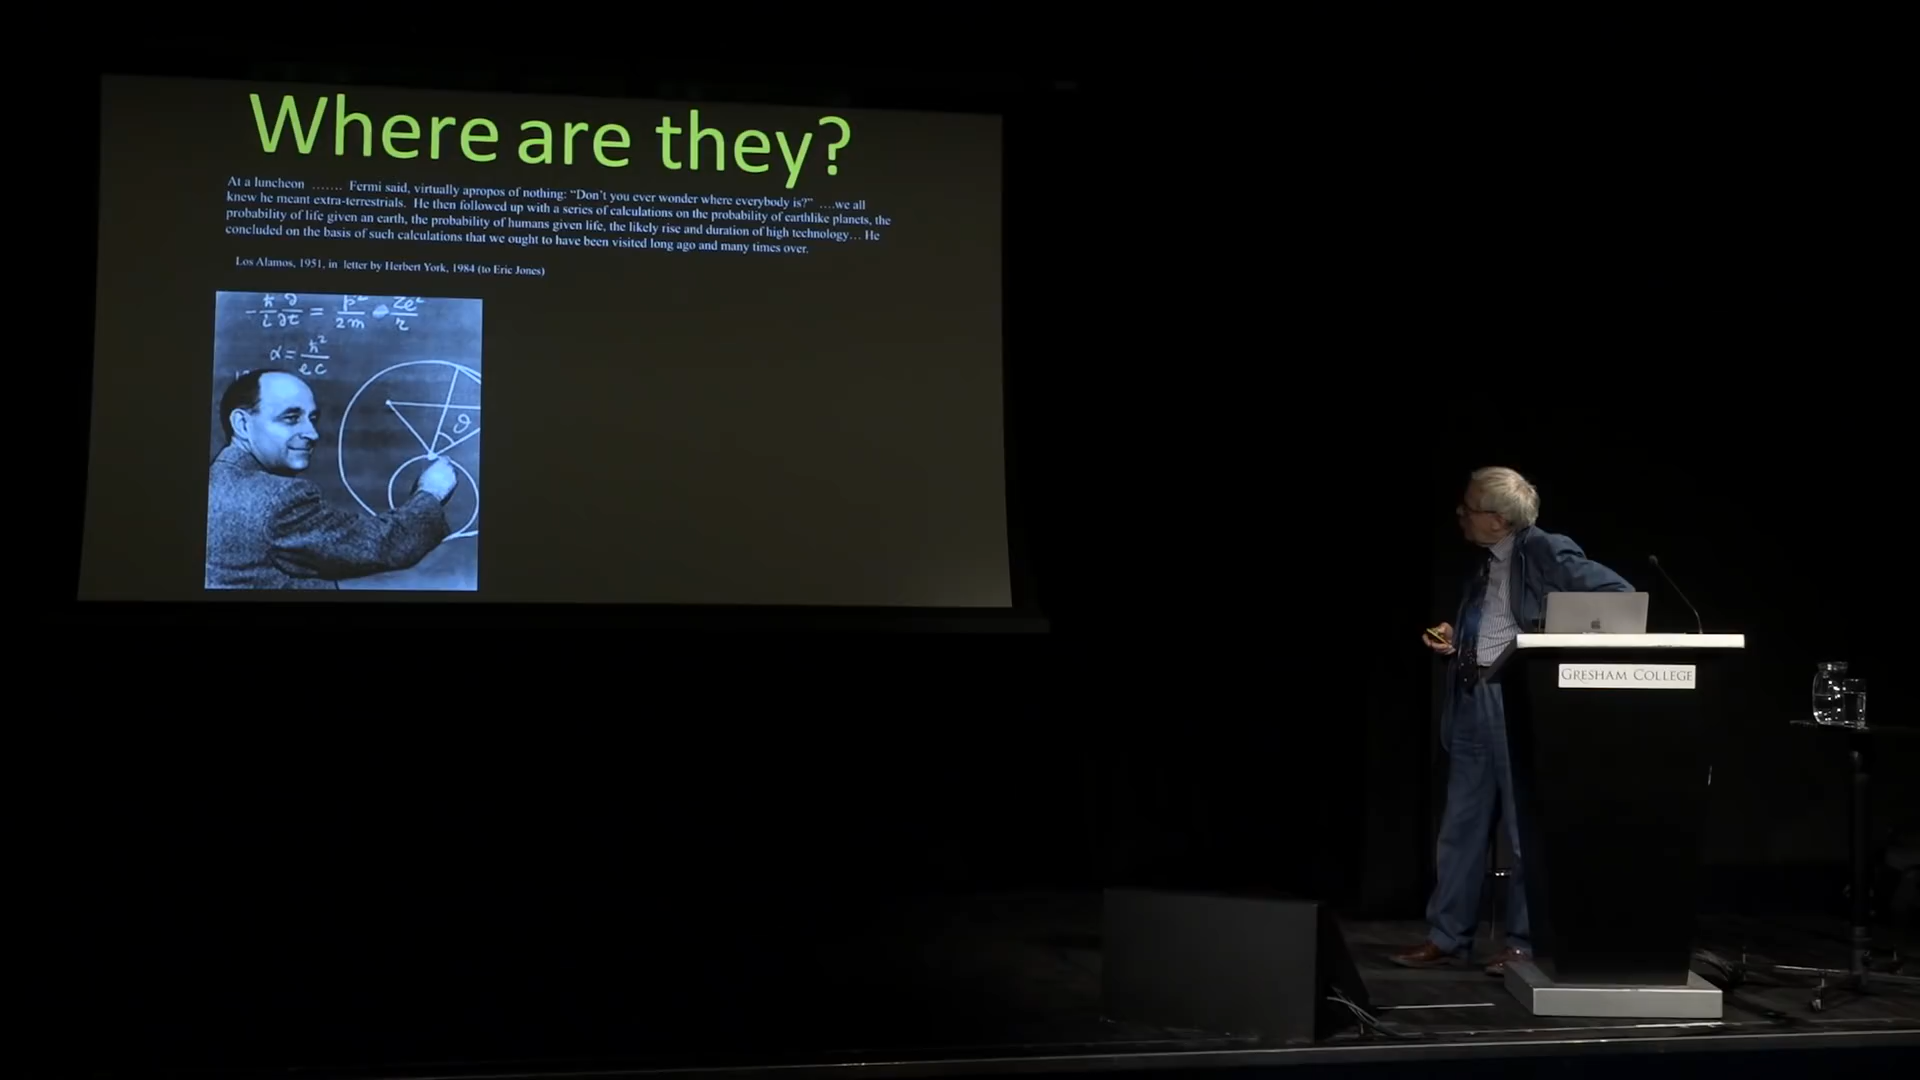 Where are they?
At a luncheon ……. Fermi said, virtually apropos of nothing: “Don’t you ever wonder where everybody is?” ….we all
knew he meant extra-terrestrials. He then followed up with a series of calculations on the probability of earthlike planets, the
probability of life given an earth, the probability of humans given life, the likely rise and duration of high technology… He
concluded on the basis of such calculations that we ought to have been visited long ago and many times over.
Los Alamos, 1951, in letter by Herbert York, 1984 (to Eric Jones)
-ħ/i ∂/∂t = p²/2m - Ze²/r
α = ħ²/ec
ϑ
GRESHAM COLLEGE